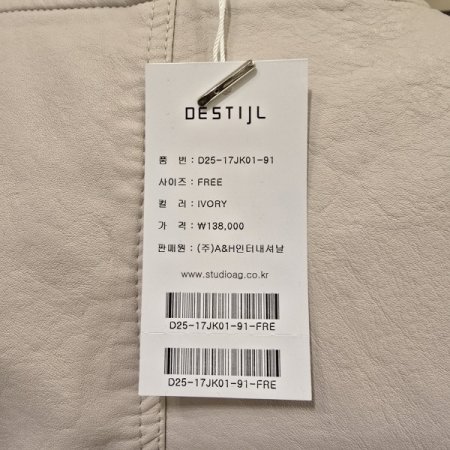 DESTIJL
품 번 : D25-17JK01-91
사이즈 : FREE
컬 러 : IVORY
가 격 : ₩138,000
판매원 : (주)A&H인터내셔날
www.studioag.co.kr
D25-17JK01-91-FRE
D25-17JK01-91-FRE